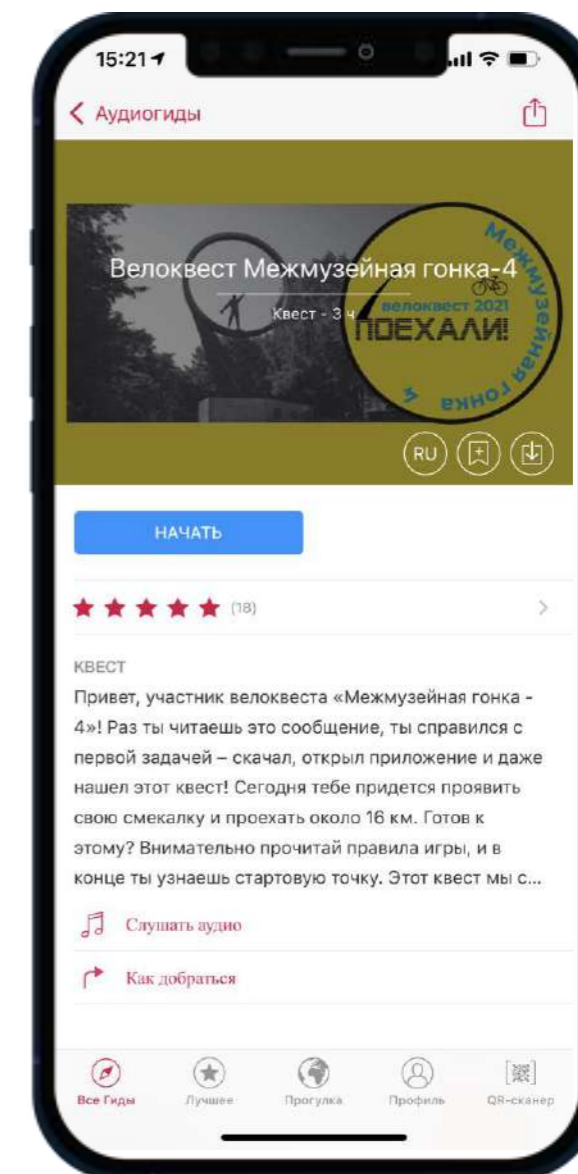 15:21
Аудиогиды
Велоквест Межмузейная гонка-4
Квест - 3 ч
Межмузейная гонка 4
велоквест 2021
ПОЕХАЛИ!
RU
НАЧАТЬ
(18)
КВЕСТ
Привет, участник велоквеста «Межмузейная гонка -
4»! Раз ты читаешь это сообщение, ты справился с
первой задачей – скачал, открыл приложение и даже
нашел этот квест! Сегодня тебе придется проявить
свою смекалку и проехать около 16 км. Готов к
этому? Внимательно прочитай правила игры, и в
конце ты узнаешь стартовую точку. Этот квест мы с...
Слушать аудио
Как добраться
Все Гиды
Лучшее
Прогулка
Профиль
QR-сканер